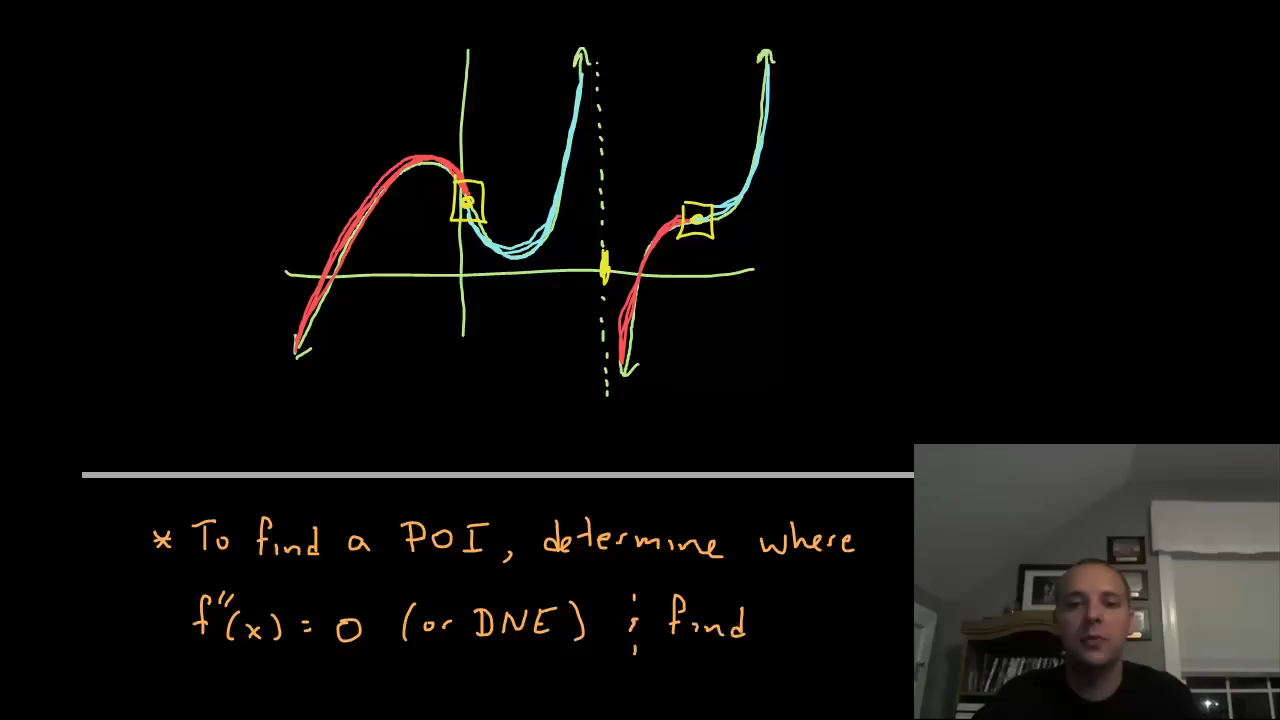 * To find a POI, determine where
f"(x) = 0 (or DNE) & find